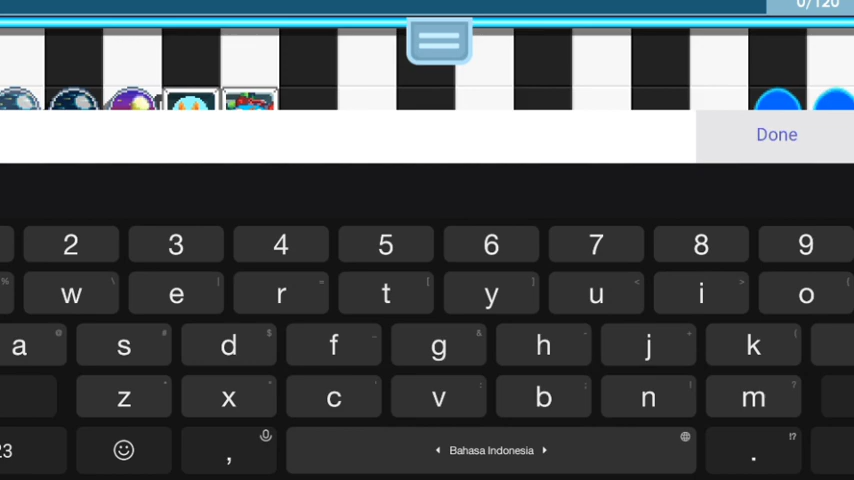 0/120
Done
2 3 4 5 6 7 8 9
% \ | = [ ] < > (
w e r t y u i o
@ # $ _ & - + (
a s d f g h j k
* " ' : ; ! ?
z x c v b n m
23 , Bahasa Indonesia . !?